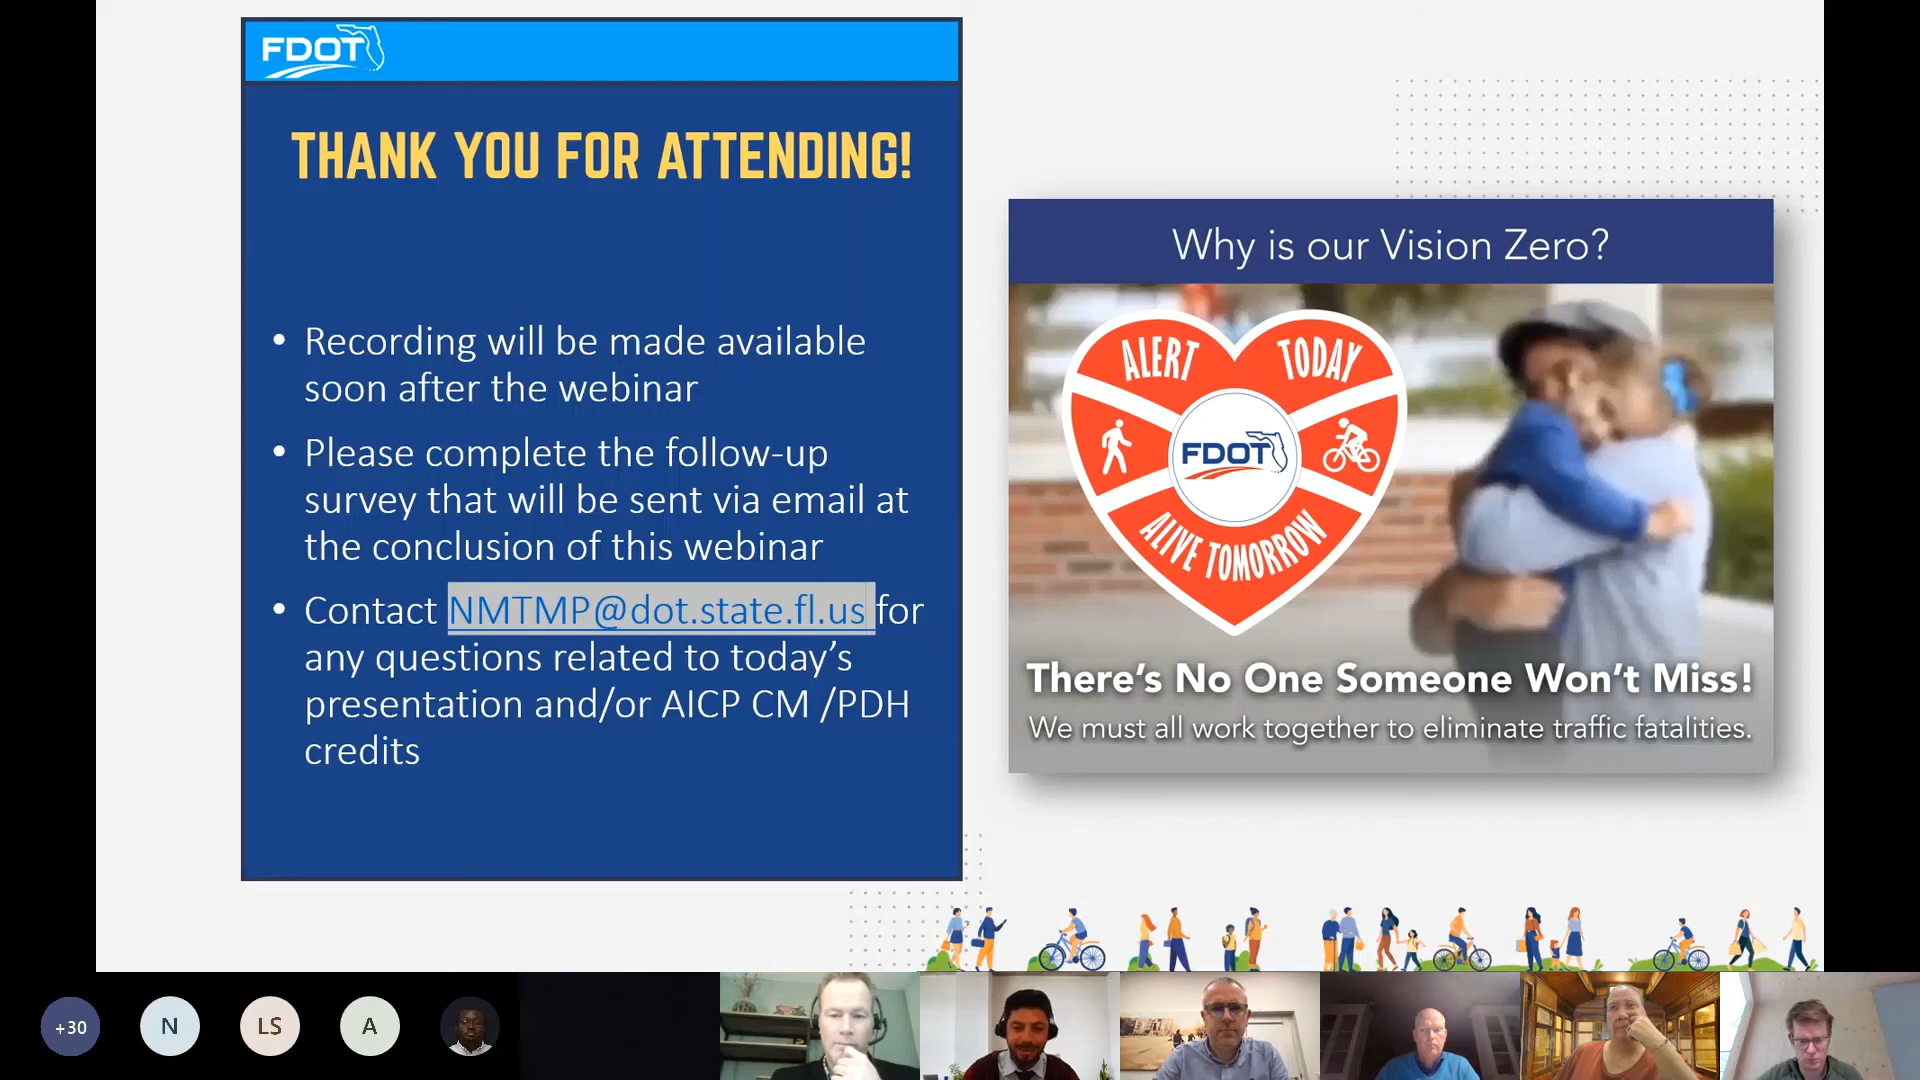 FDOT
THANK YOU FOR ATTENDING!
• Recording will be made available
soon after the webinar
• Please complete the follow-up
survey that will be sent via email at
the conclusion of this webinar
• Contact NMTMP@dot.state.fl.us for
any questions related to today’s
presentation and/or AICP CM /PDH
credits
Why is our Vision Zero?
ALERT TODAY
FDOT
ALIVE TOMORROW
There’s No One Someone Won’t Miss!
We must all work together to eliminate traffic fatalities.
+30
N
LS
A